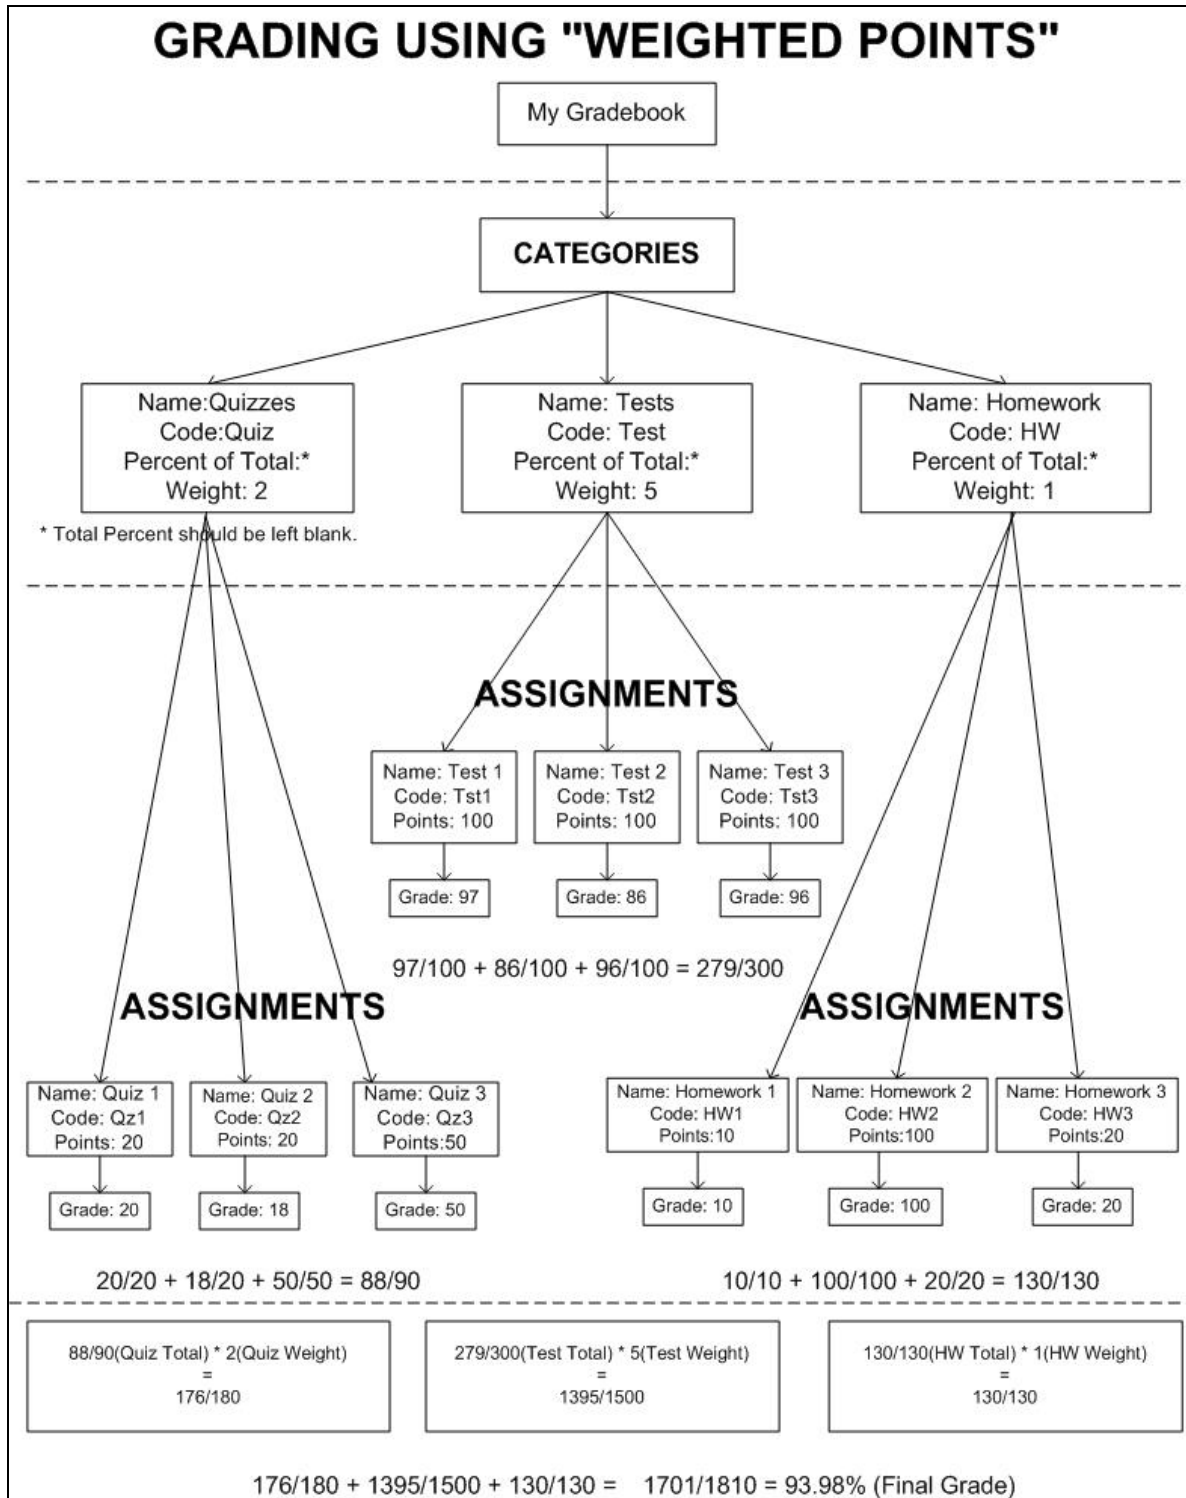 GRADING USING "WEIGHTED POINTS"
My Gradebook
CATEGORIES
Name:Quizzes
Code:Quiz
Percent of Total:*
Weight: 2
Name: Tests
Code: Test
Percent of Total:*
Weight: 5
Name: Homework
Code: HW
Percent of Total:*
Weight: 1
* Total Percent should be left blank.
ASSIGNMENTS
Name: Test 1
Code: Tst1
Points: 100
Name: Test 2
Code: Tst2
Points: 100
Name: Test 3
Code: Tst3
Points: 100
Grade: 97
Grade: 86
Grade: 96
97/100 + 86/100 + 96/100 = 279/300
ASSIGNMENTS
ASSIGNMENTS
Name: Quiz 1
Code: Qz1
Points: 20
Name: Quiz 2
Code: Qz2
Points: 20
Name: Quiz 3
Code: Qz3
Points:50
Name: Homework 1
Code: HW1
Points:10
Name: Homework 2
Code: HW2
Points:100
Name: Homework 3
Code: HW3
Points:20
Grade: 20
Grade: 18
Grade: 50
Grade: 10
Grade: 100
Grade: 20
20/20 + 18/20 + 50/50 = 88/90
10/10 + 100/100 + 20/20 = 130/130
88/90(Quiz Total) * 2(Quiz Weight)
=
176/180
279/300(Test Total) * 5(Test Weight)
=
1395/1500
130/130(HW Total) * 1(HW Weight)
=
130/130
176/180 + 1395/1500 + 130/130 = 1701/1810 = 93.98% (Final Grade)